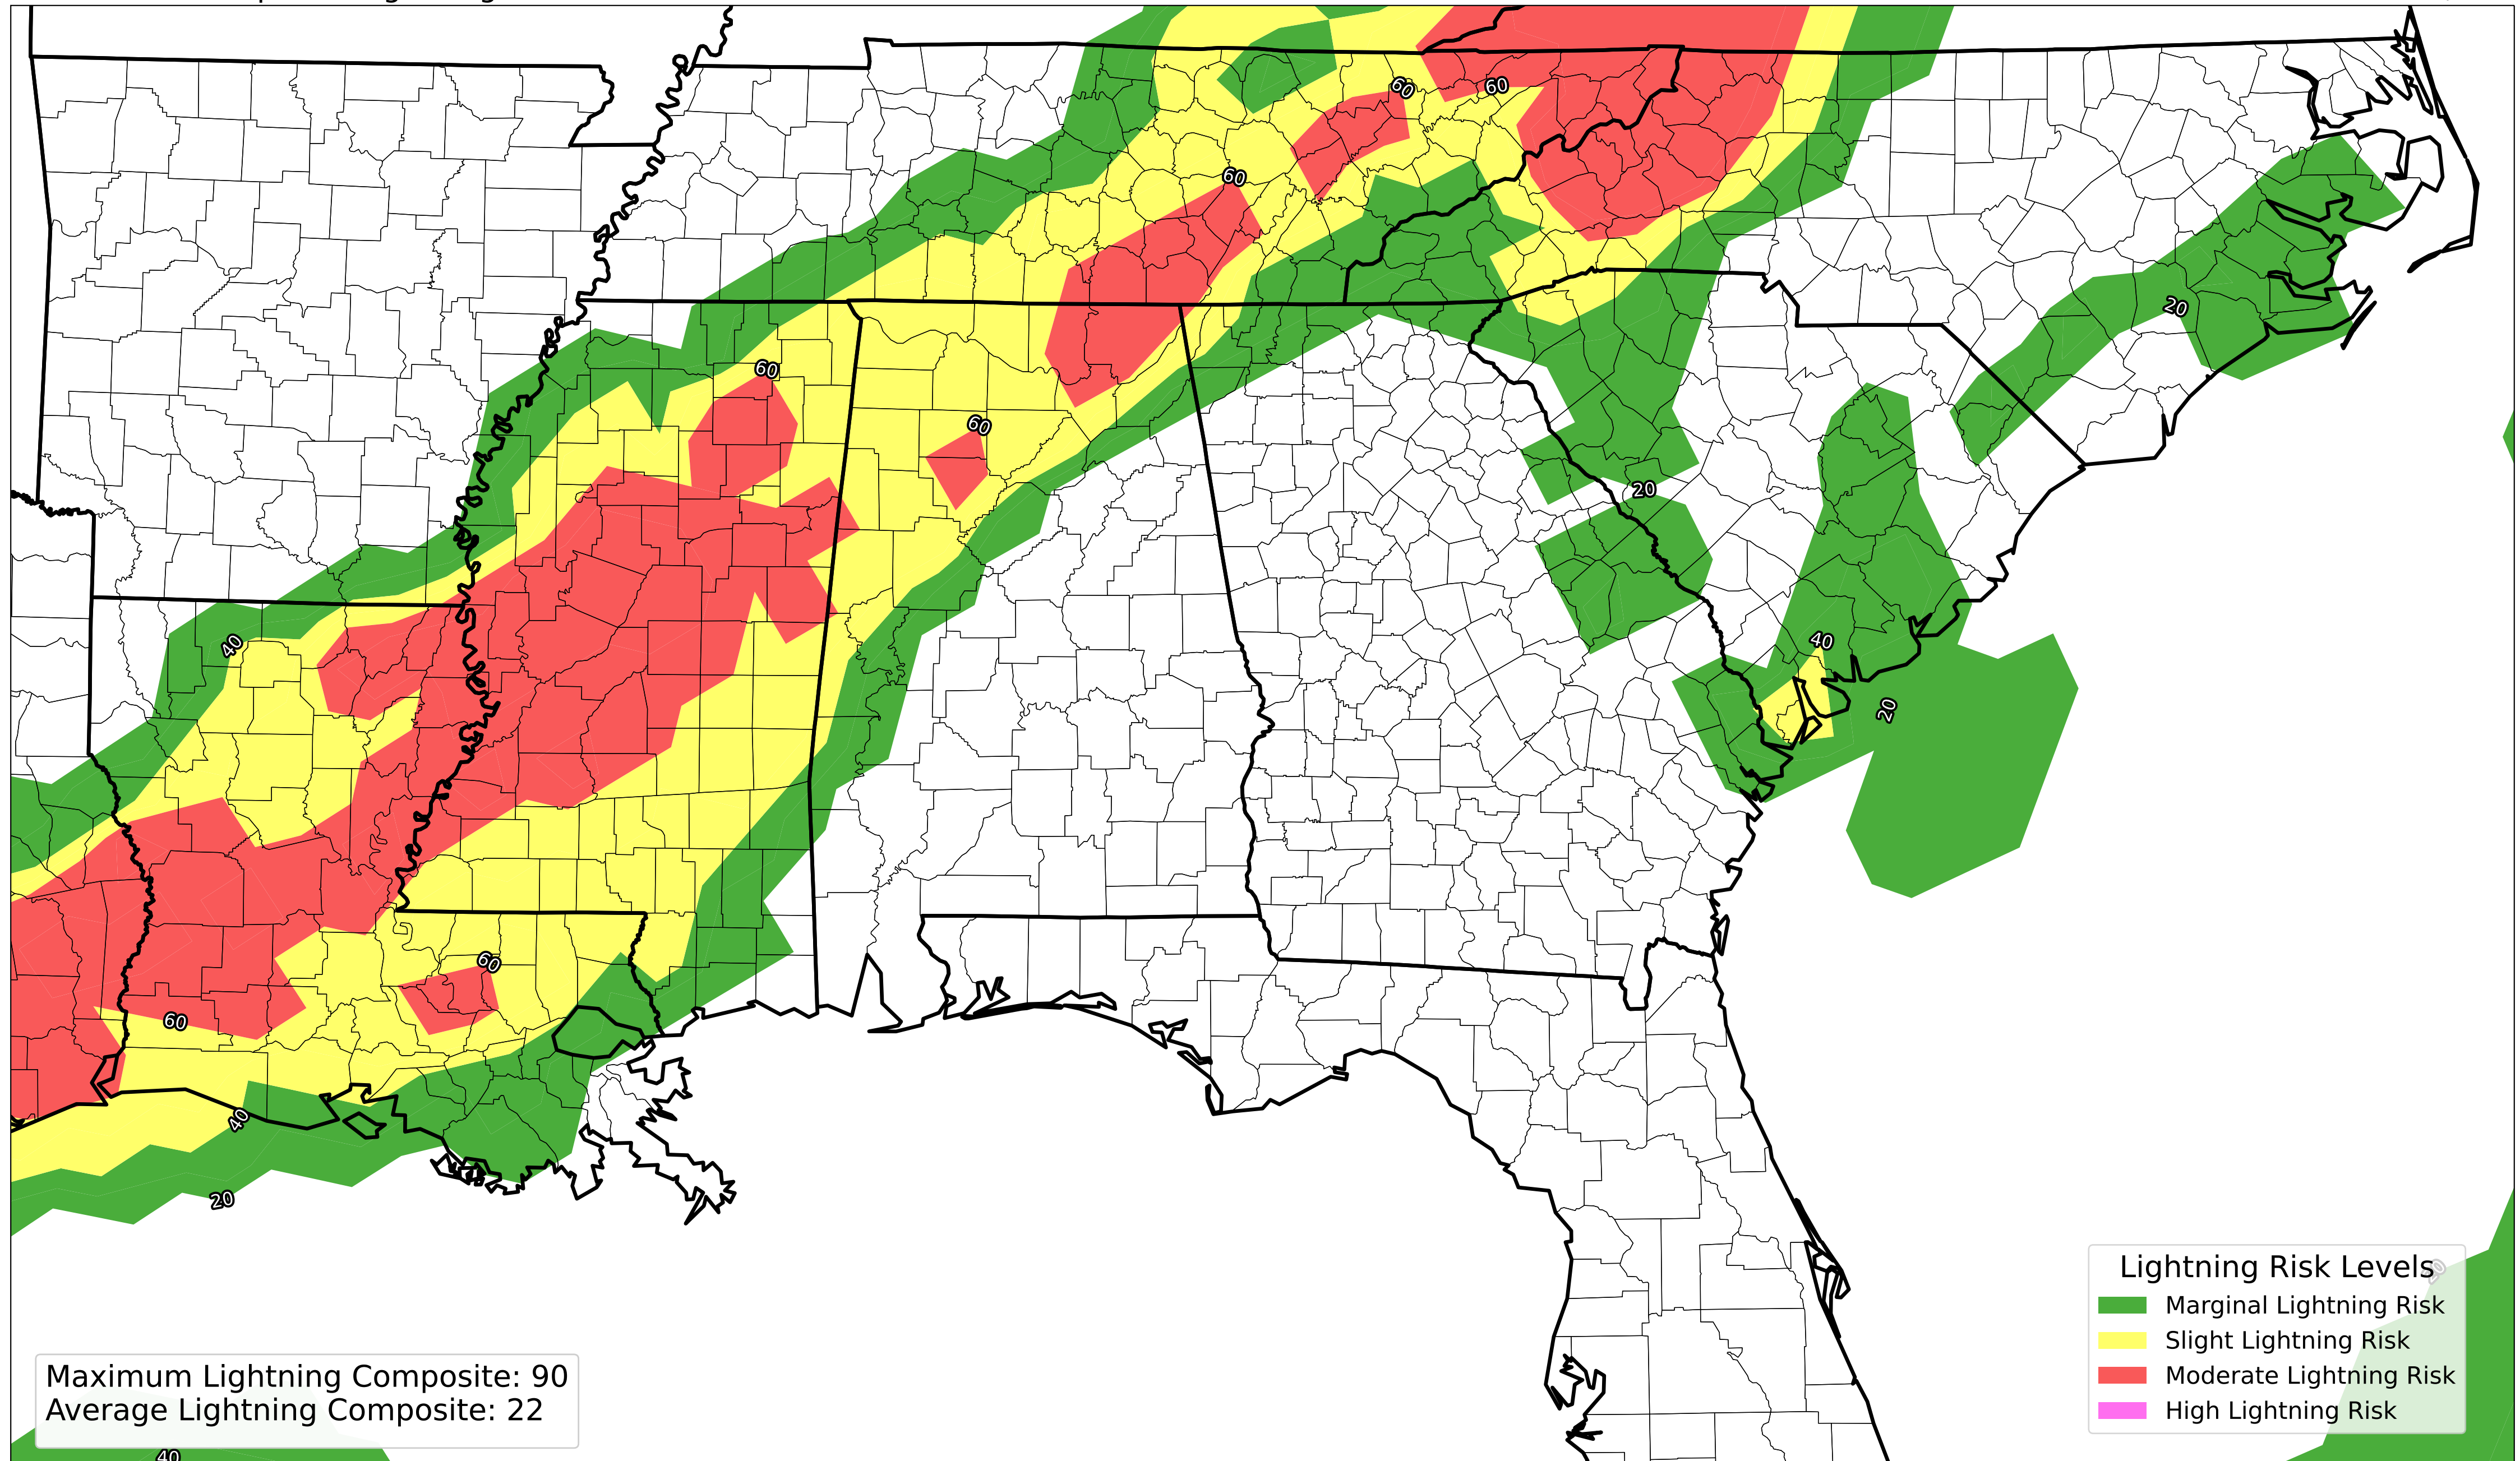 60
60
60
20
60
60
20
40
40
20
60
60
40
20
Lightning Risk Levels
Marginal Lightning Risk
Slight Lightning Risk
Moderate Lightning Risk
High Lightning Risk
Maximum Lightning Composite: 90
Average Lightning Composite: 22
40